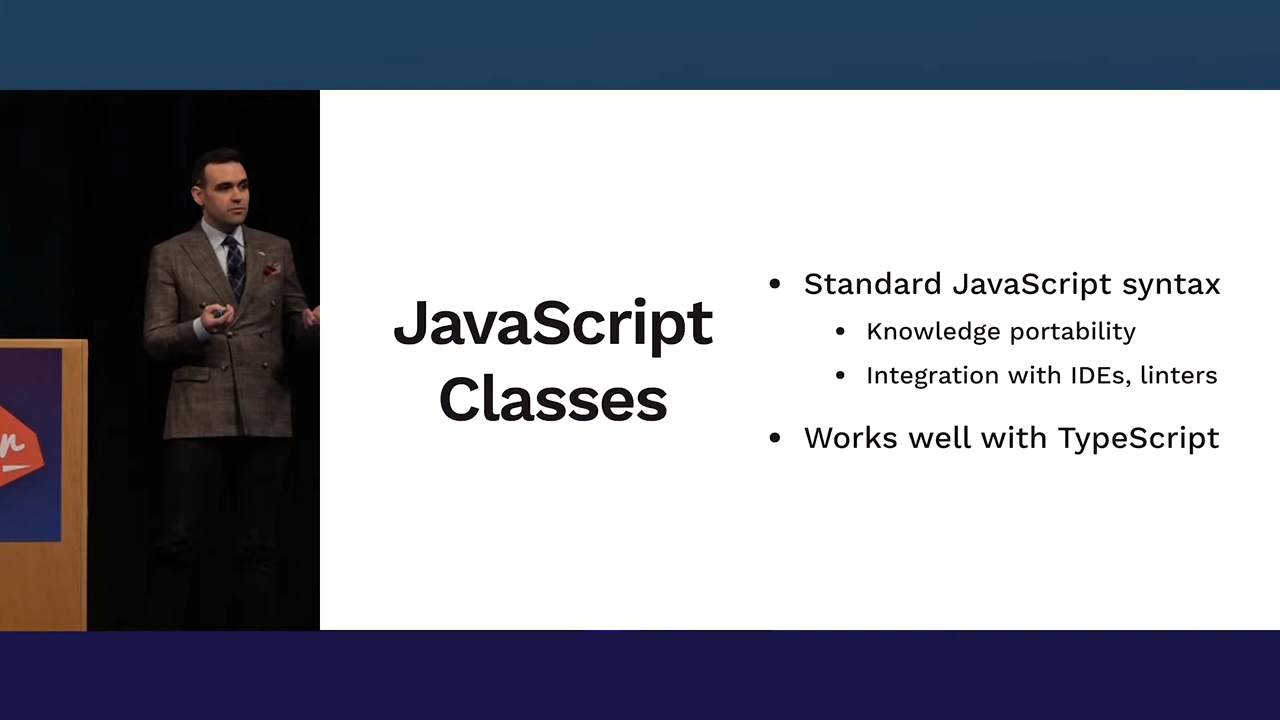 JavaScript
Classes
Standard JavaScript syntax
Knowledge portability
Integration with IDEs, linters
Works well with TypeScript